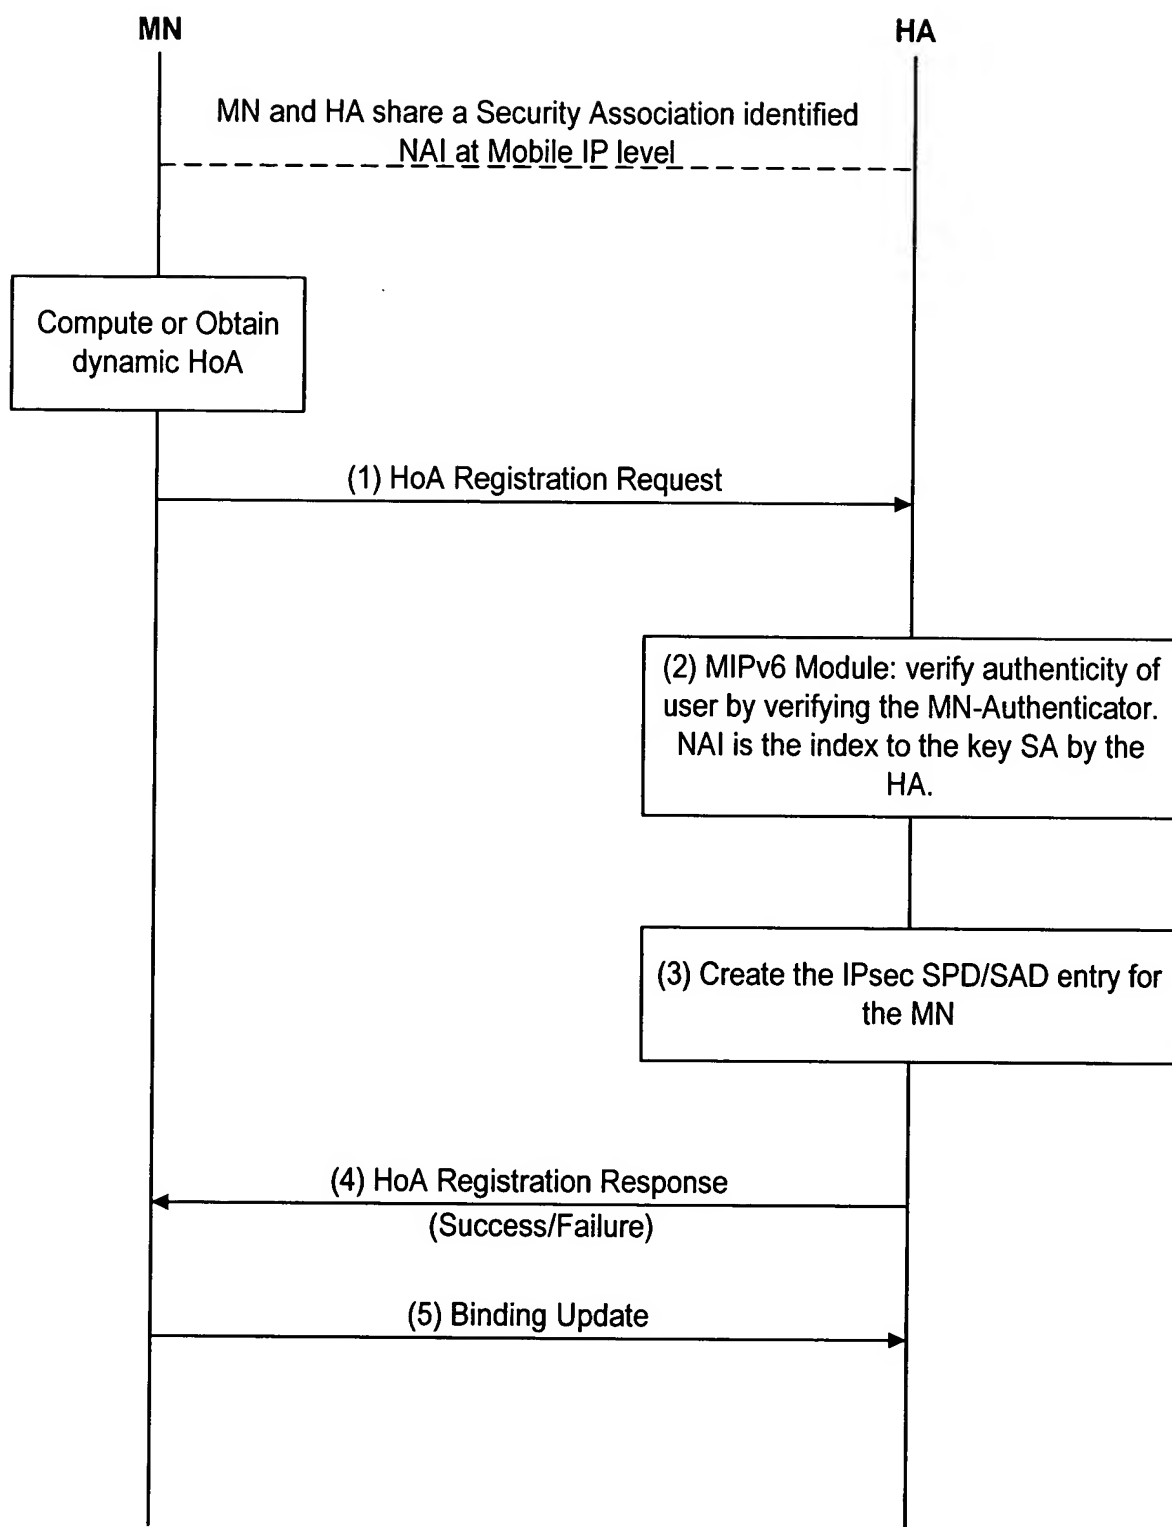 MN
HA
MN and HA share a Security Association identified
NAI at Mobile IP level
Compute or Obtain
dynamic HoA
(1) HoA Registration Request
(2) MIPv6 Module: verify authenticity of
user by verifying the MN-Authenticator.
NAI is the index to the key SA by the
HA.
(3) Create the IPsec SPD/SAD entry for
the MN
(4) HoA Registration Response
(Success/Failure)
(5) Binding Update